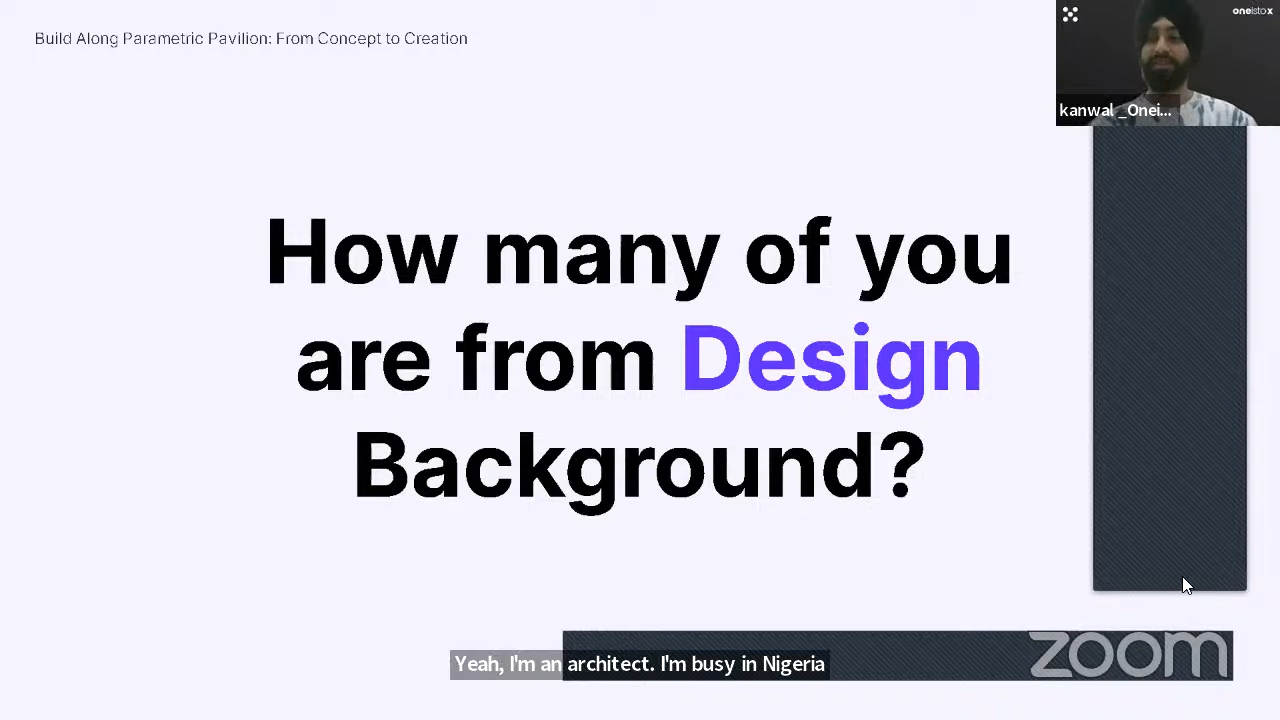 Build Along Parametric Pavilion: From Concept to Creation
oneistox
kanwal _Onei...
How many of you
are from Design
Background?
Yeah, I'm an architect. I'm busy in Nigeria
zoom